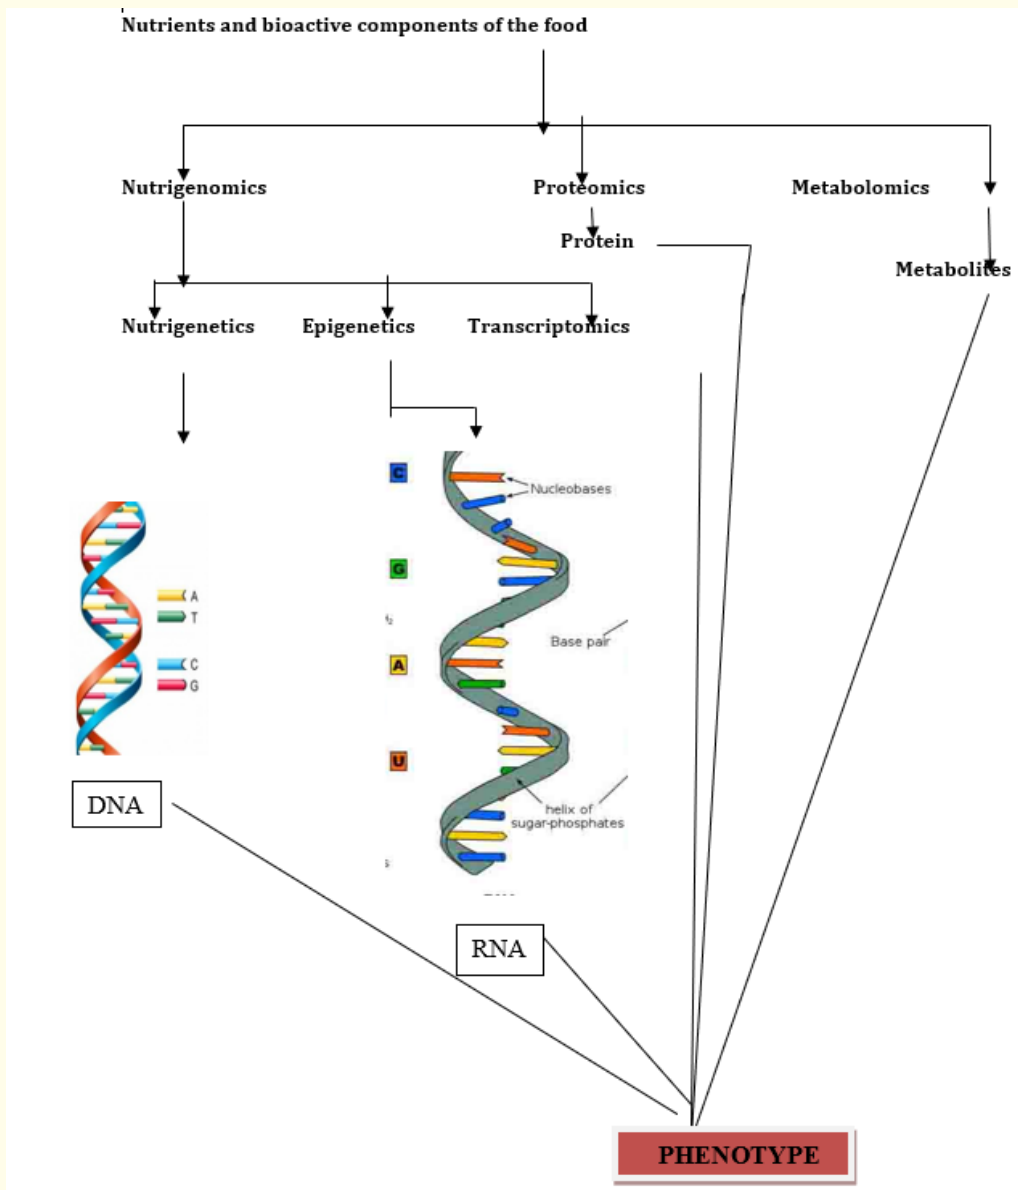 Nutrients and bioactive components of the food
Nutrigenomics
Proteomics
Metabolomics
Protein
Metabolites
Nutrigenetics
Epigenetics
Transcriptomics
C
Nucleobases
G
A
T
Base pair
A
C
G
U
helix of
sugar-phosphates
DNA
RNA
PHENOTYPE